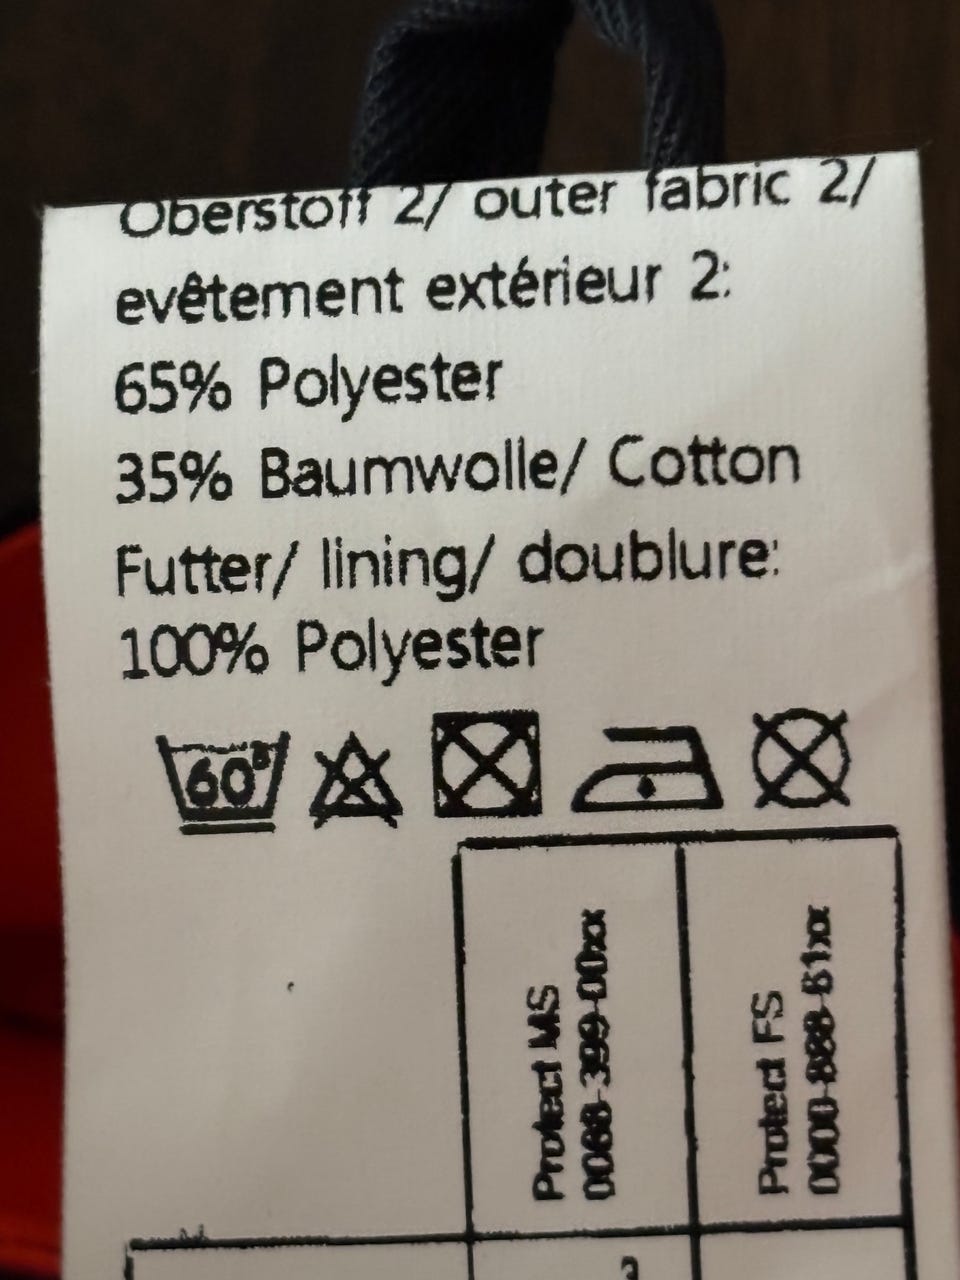 Oberstoff 2/ outer fabric 2/
evêtement extérieur 2:
65% Polyester
35% Baumwolle/ Cotton
Futter/ lining/ doublure:
100% Polyester
60°
Protect MS
0068-399-00xx
Protect FS
0000-888-61xx